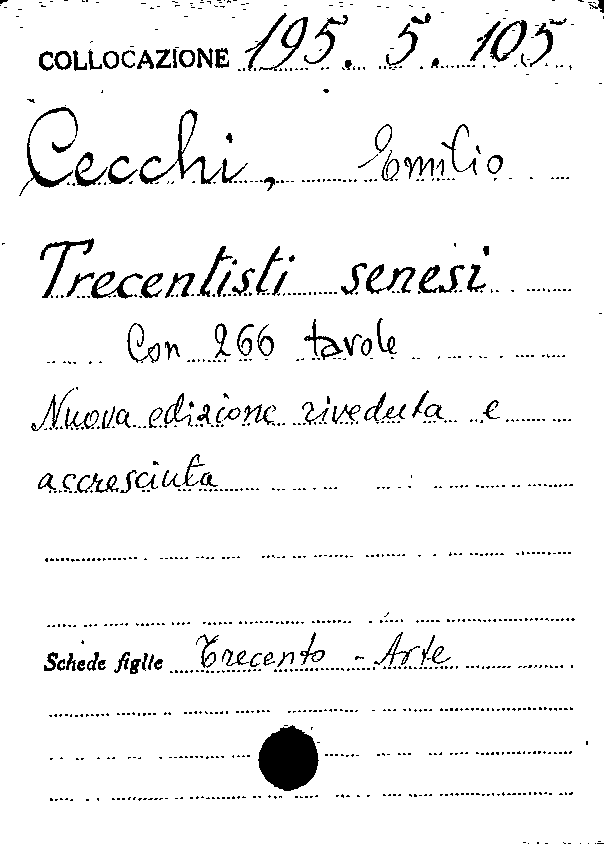 COLLOCAZIONE 195. 5. 105
Cecchi, Emilio
Trecentisti senesi
Con 266 tavole
Nuova edizione riveduta e
accresciuta
Schede figlie Trecento - Arte